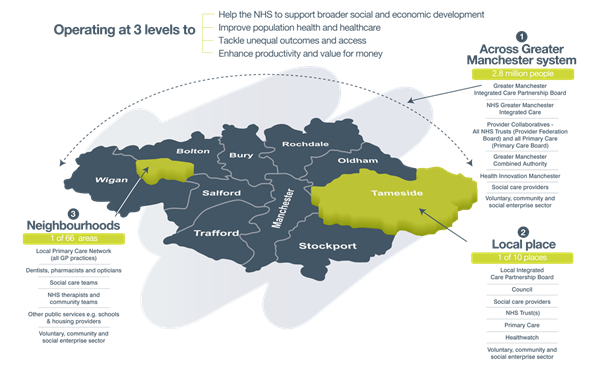 Operating at 3 levels to
Help the NHS to support broader social and economic development
Improve population health and healthcare
Tackle unequal outcomes and access
Enhance productivity and value for money
1
Across Greater
Manchester system
2.8 million people
Greater Manchester
Integrated Care Partnership Board
NHS Greater Manchester
Integrated Care
Provider Collaboratives -
All NHS Trusts (Provider Federation
Board) and all Primary Care
(Primary Care Board)
Greater Manchester
Combined Authority
Health Innovation Manchester
Social care providers
Voluntary, community and
social enterprise sector
Wigan
Bolton
Bury
Rochdale
Oldham
Salford
Manchester
Tameside
Trafford
Stockport
3
Neighbourhoods
1 of 66 areas
Local Primary Care Network
(all GP practices)
Dentists, pharmacists and opticians
Social care teams
NHS therapists and
community teams
Other public services e.g. schools
& housing providers
Voluntary, community and
social enterprise sector
2
Local place
1 of 10 places
Local Integrated
Care Partnership Board
Council
Social care providers
NHS Trust(s)
Primary Care
Healthwatch
Voluntary, community and
social enterprise sector